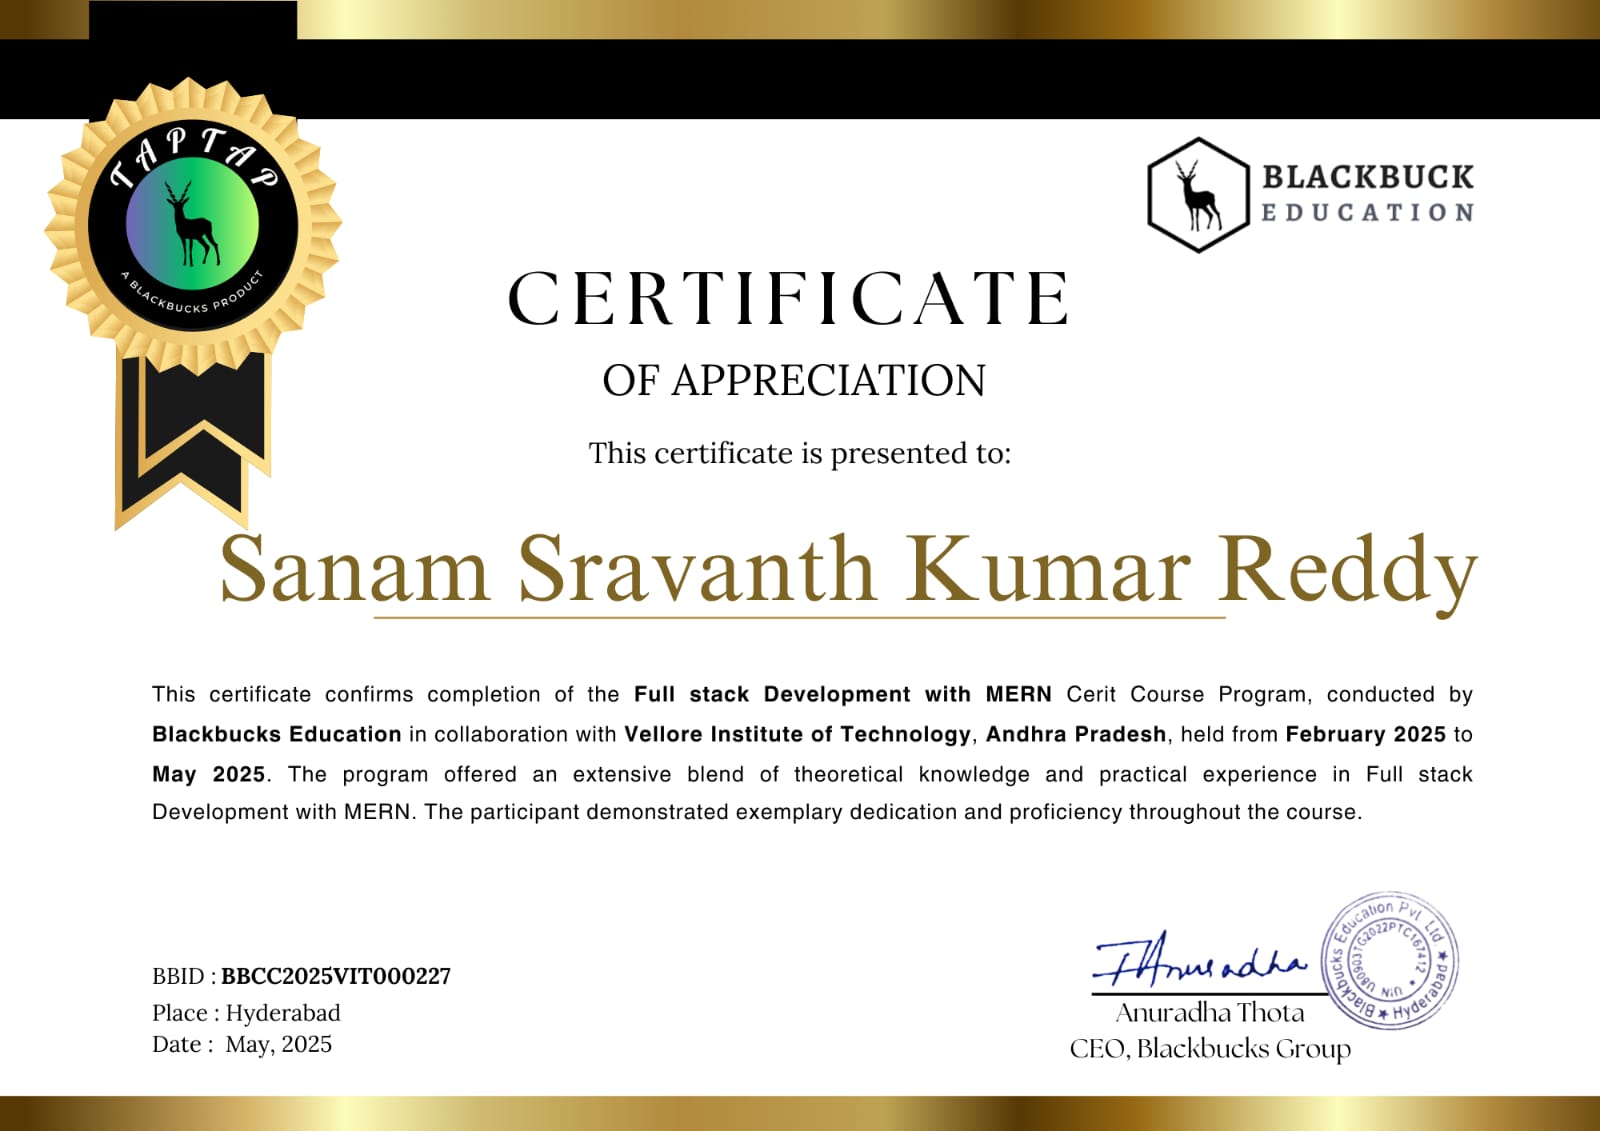 TAPTAP
A BLACKBUCKS PRODUCT
BLACKBUCK
EDUCATION
CERTIFICATE
OF APPRECIATION
This certificate is presented to:
Sanam Sravanth Kumar Reddy
This certificate confirms completion of the Full stack Development with MERN Cerit Course Program, conducted by
Blackbucks Education in collaboration with Vellore Institute of Technology, Andhra Pradesh, held from February 2025 to
May 2025. The program offered an extensive blend of theoretical knowledge and practical experience in Full stack
Development with MERN. The participant demonstrated exemplary dedication and proficiency throughout the course.
BBID : BBCC2025VIT000227
Place : Hyderabad
Date : May, 2025
TAnuradha
Anuradha Thota
CEO, Blackbucks Group
Blackbucks Education Pvt. Ltd. ★ Hyderabad ★
UIN U80903TG2022PTC167412